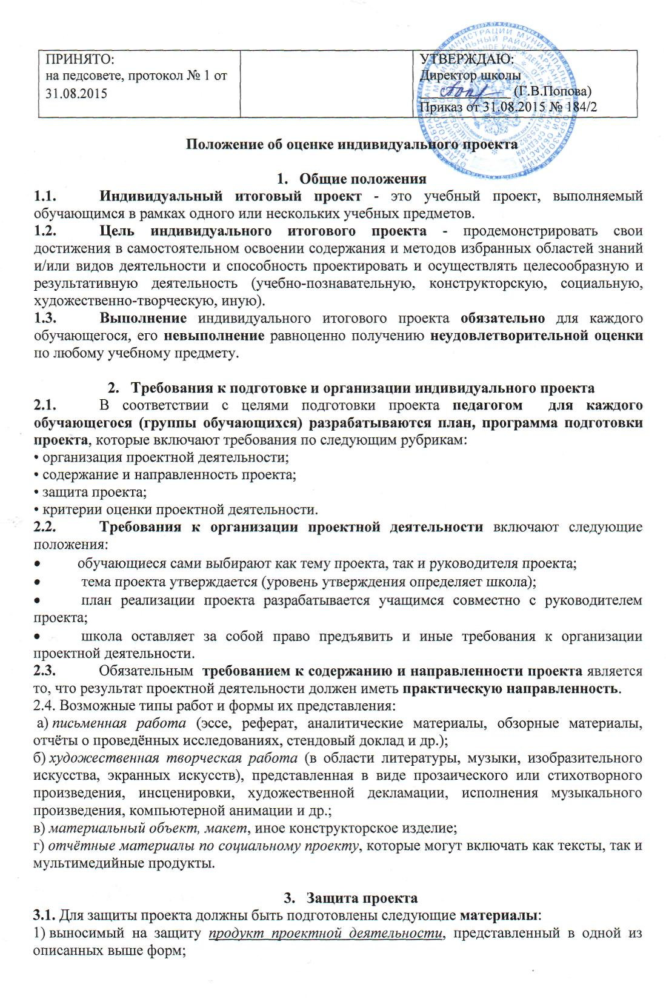 ПРИНЯТО:
на педсовете, протокол № 1 от
31.08.2015
УТВЕРЖДАЮ:
Директор школы
(Г.В.Попова)
Приказ от 31.08.2015 № 184/2
Положение об оценке индивидуального проекта
1. Общие положения
1.1. Индивидуальный итоговый проект - это учебный проект, выполняемый
обучающимся в рамках одного или нескольких учебных предметов.
1.2. Цель индивидуального итогового проекта - продемонстрировать свои
достижения в самостоятельном освоении содержания и методов избранных областей знаний
и/или видов деятельности и способность проектировать и осуществлять целесообразную и
результативную деятельность (учебно-познавательную, конструкторскую, социальную,
художественно-творческую, иную).
1.3. Выполнение индивидуального итогового проекта обязательно для каждого
обучающегося, его невыполнение равноценно получению неудовлетворительной оценки
по любому учебному предмету.
2. Требования к подготовке и организации индивидуального проекта
2.1. В соответствии с целями подготовки проекта педагогом для каждого
обучающегося (группы обучающихся) разрабатываются план, программа подготовки
проекта, которые включают требования по следующим рубрикам:
• организация проектной деятельности;
• содержание и направленность проекта;
• защита проекта;
• критерии оценки проектной деятельности.
2.2. Требования к организации проектной деятельности включают следующие
положения:
• обучающиеся сами выбирают как тему проекта, так и руководителя проекта;
• тема проекта утверждается (уровень утверждения определяет школа);
• план реализации проекта разрабатывается учащимся совместно с руководителем
проекта;
• школа оставляет за собой право предъявить и иные требования к организации
проектной деятельности.
2.3. Обязательным требованием к содержанию и направленности проекта является
то, что результат проектной деятельности должен иметь практическую направленность.
2.4. Возможные типы работ и формы их представления:
а) письменная работа (эссе, реферат, аналитические материалы, обзорные материалы,
отчёты о проведённых исследованиях, стендовый доклад и др.);
б) художественная творческая работа (в области литературы, музыки, изобразительного
искусства, экранных искусств), представленная в виде прозаического или стихотворного
произведения, инсценировки, художественной декламации, исполнения музыкального
произведения, компьютерной анимации и др.;
в) материальный объект, макет, иное конструкторское изделие;
г) отчётные материалы по социальному проекту, которые могут включать как тексты, так и
мультимедийные продукты.
3. Защита проекта
3.1. Для защиты проекта должны быть подготовлены следующие материалы:
1) выносимый на защиту продукт проектной деятельности, представленный в одной из
описанных выше форм;